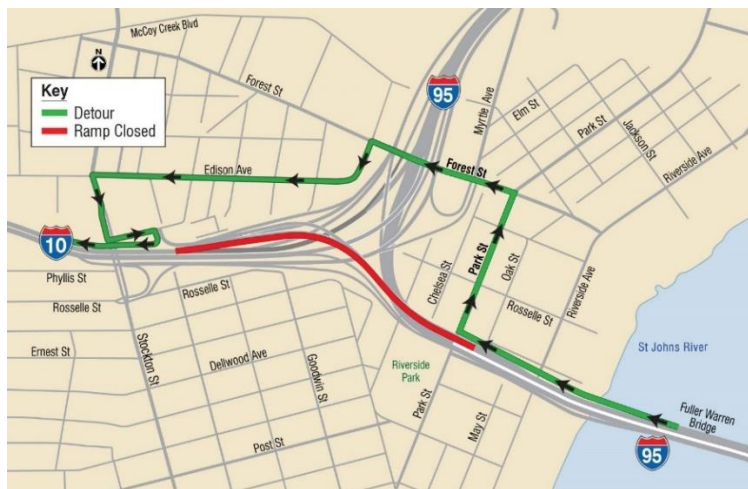 McCoy Creek Blvd
N
Key
Detour
Ramp Closed
Forest St
95
Myrtle Ave
Elm St
Park St
Jackson St
Riverside Ave
Edison Ave
Forest St
10
Phyllis St
Rosselle St
Rosselle St
Chelsea St
Park St
Oak St
Rosselle St
Riverside Ave
Ernest St
Stockton St
Dellwood Ave
Goodwin St
Riverside
Park
St Johns River
Park St
May St
Post St
Fuller Warren
Bridge
95